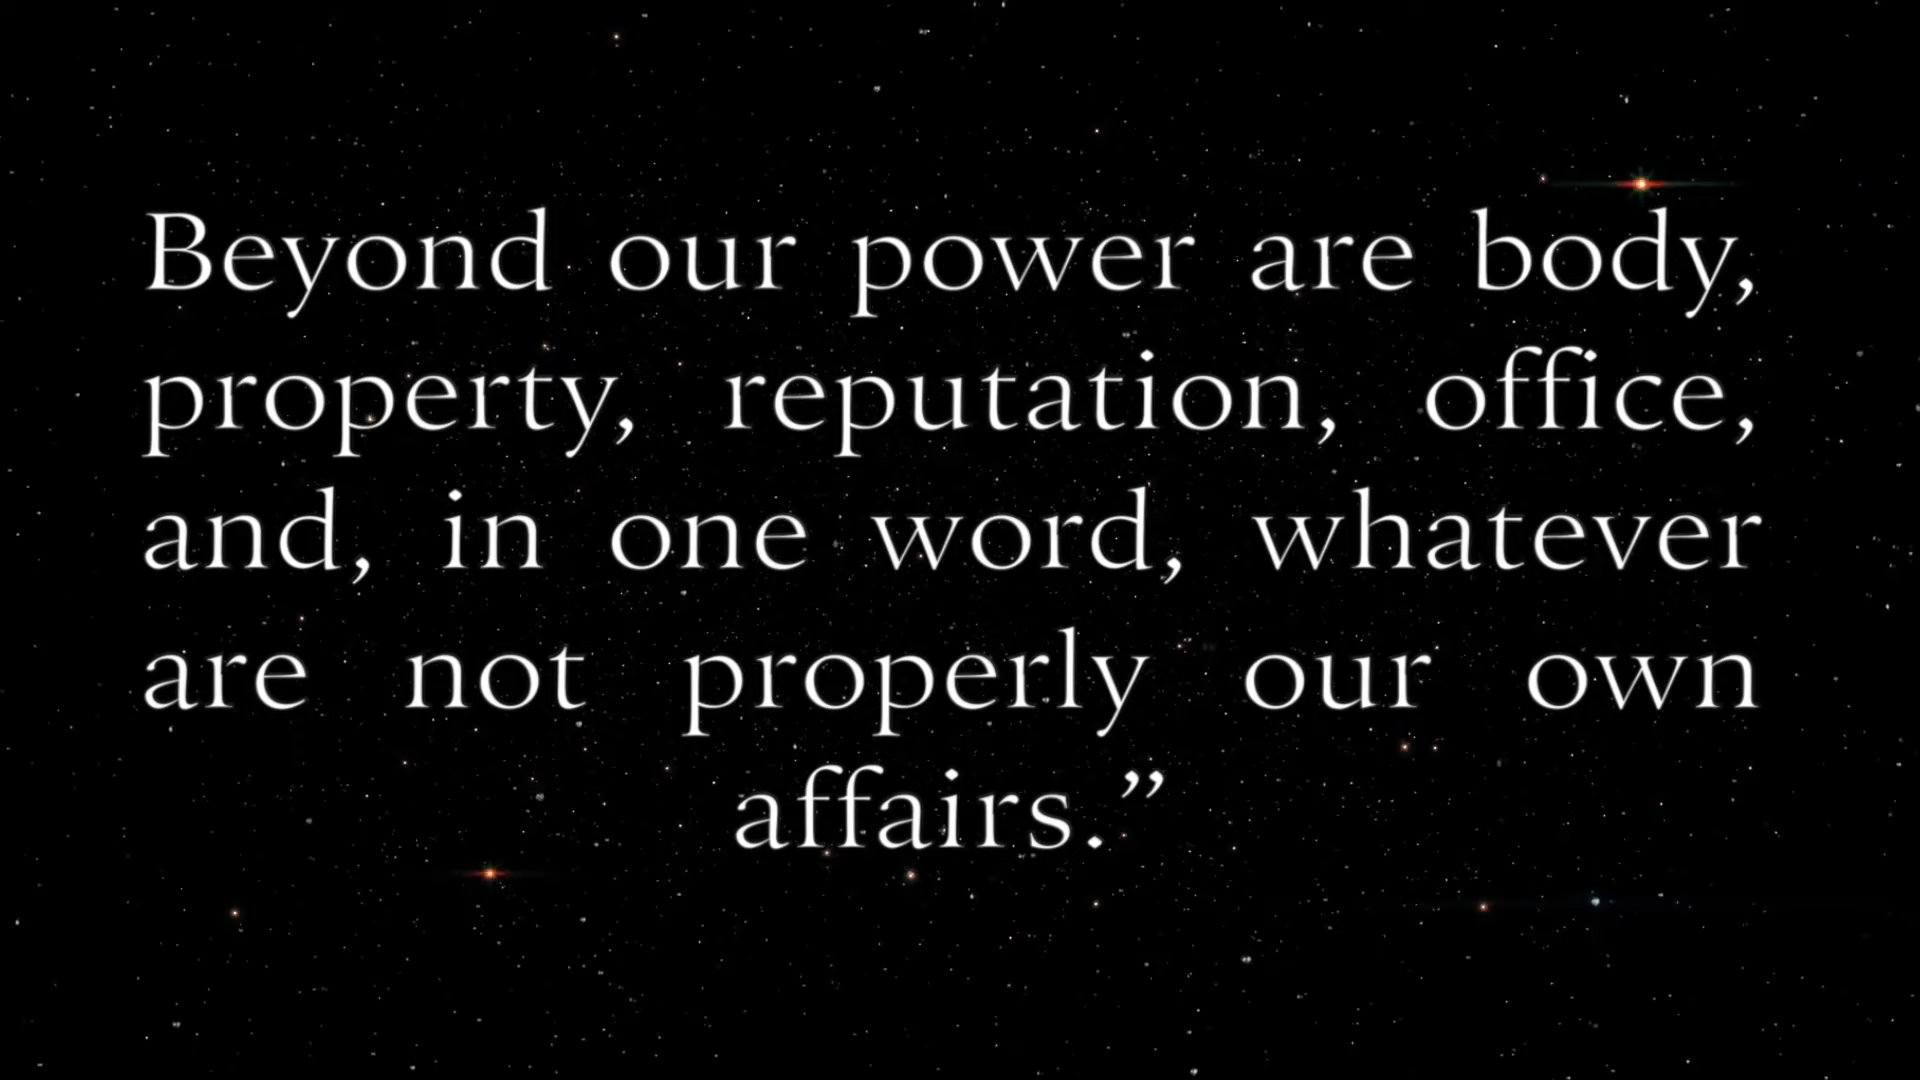 Beyond our power are body,
property, reputation, office,
and, in one word, whatever
are not properly our own
affairs.”